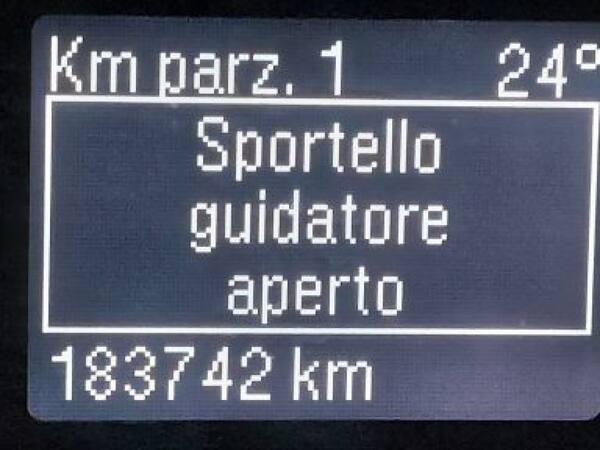 Km parz. 1 24°
Sportello
guidatore
aperto
183742 km